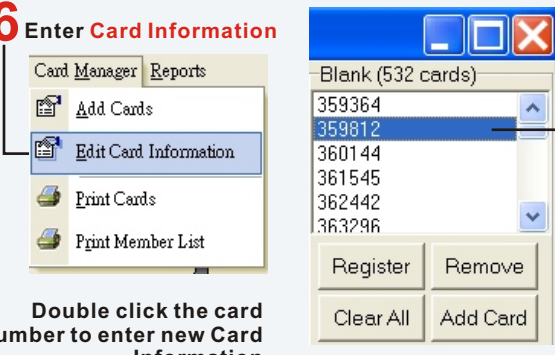 6 Enter Card Information
Card Manager Reports
Add Cards
Edit Card Information
Print Cards
Print Member List
Double click the card
umber to enter new Card
Information
Blank (532 cards)
359364
359812
360144
361545
362442
363296
Register Remove
Clear All Add Card